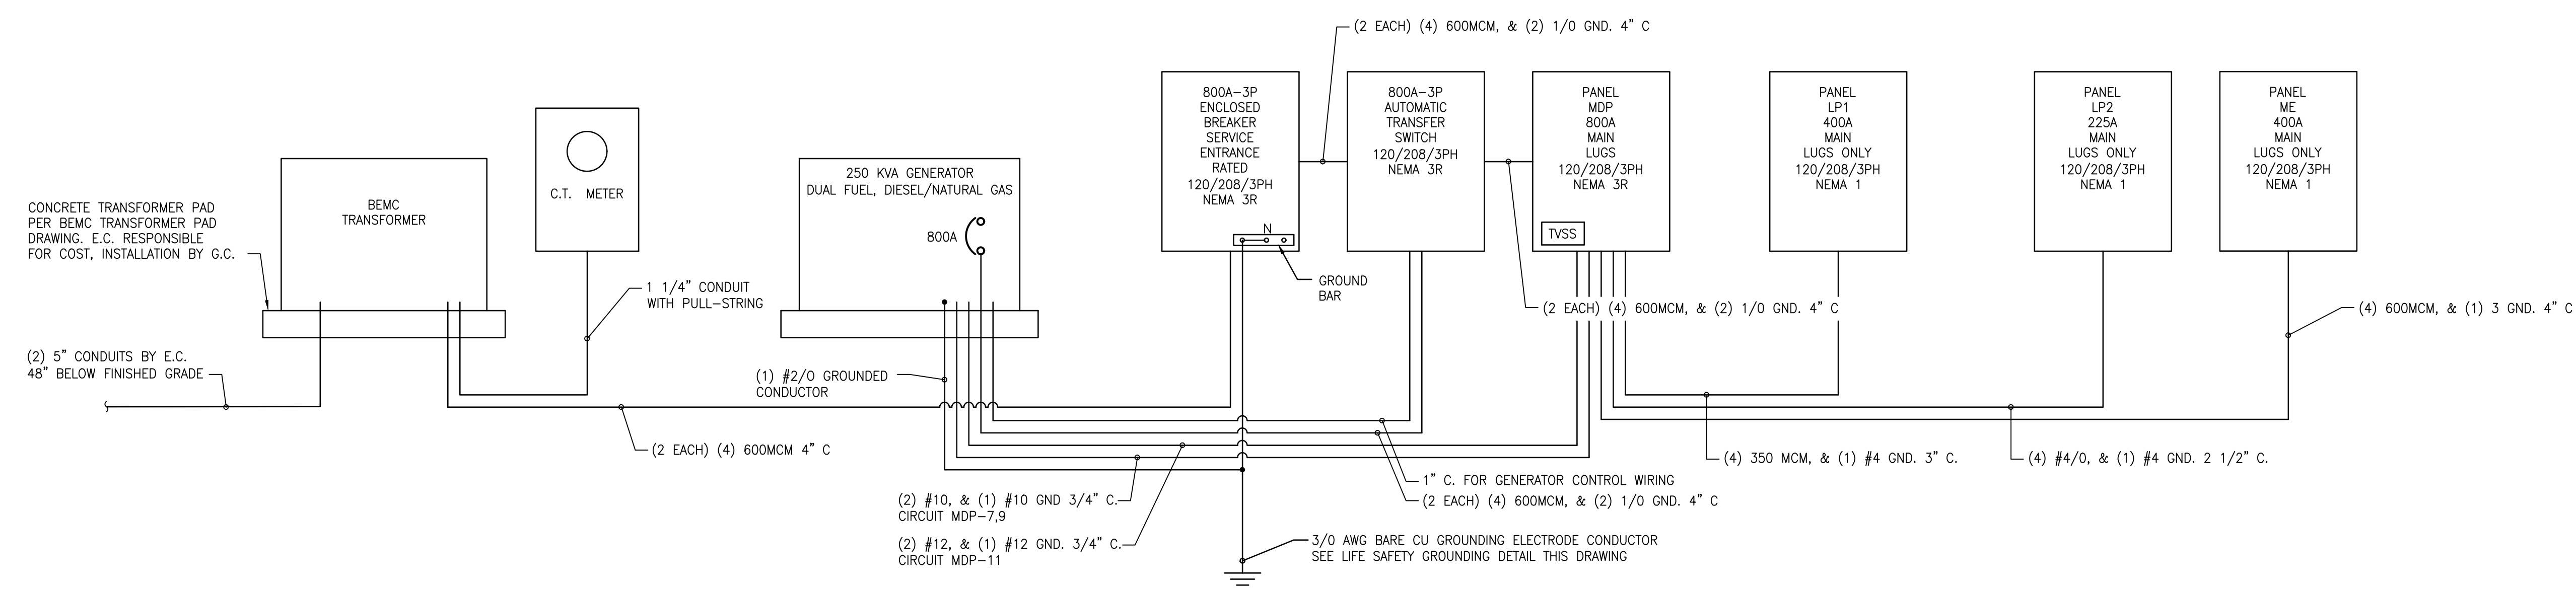 (2 EACH) (4) 600MCM, & (2) 1/0 GND. 4" C
CONCRETE TRANSFORMER PAD
PER BEMC TRANSFORMER PAD
DRAWING. E.C. RESPONSIBLE
FOR COST, INSTALLATION BY G.C.
BEMC
TRANSFORMER
C.T. METER
1 1/4" CONDUIT
WITH PULL-STRING
250 KVA GENERATOR
DUAL FUEL, DIESEL/NATURAL GAS
800A
800A-3P
ENCLOSED
BREAKER
SERVICE
ENTRANCE
RATED
120/208/3PH
NEMA 3R
N
GROUND
BAR
800A-3P
AUTOMATIC
TRANSFER
SWITCH
120/208/3PH
NEMA 3R
PANEL
MDP
800A
MAIN
LUGS
120/208/3PH
NEMA 3R
TVSS
PANEL
LP1
400A
MAIN
LUGS ONLY
120/208/3PH
NEMA 1
PANEL
LP2
225A
MAIN
LUGS ONLY
120/208/3PH
NEMA 1
PANEL
ME
400A
MAIN
LUGS ONLY
120/208/3PH
NEMA 1
(2 EACH) (4) 600MCM, & (2) 1/0 GND. 4" C
(4) 600MCM, & (1) 3 GND. 4" C
(2) 5" CONDUITS BY E.C.
48" BELOW FINISHED GRADE
(1) #2/0 GROUNDED
CONDUCTOR
(2 EACH) (4) 600MCM 4" C
(4) 350 MCM, & (1) #4 GND. 3" C.
(4) #4/0, & (1) #4 GND. 2 1/2" C.
1" C. FOR GENERATOR CONTROL WIRING
(2 EACH) (4) 600MCM, & (2) 1/0 GND. 4" C
(2) #10, & (1) #10 GND 3/4" C.
CIRCUIT MDP-7,9
(2) #12, & (1) #12 GND. 3/4" C.
CIRCUIT MDP-11
3/0 AWG BARE CU GROUNDING ELECTRODE CONDUCTOR
SEE LIFE SAFETY GROUNDING DETAIL THIS DRAWING